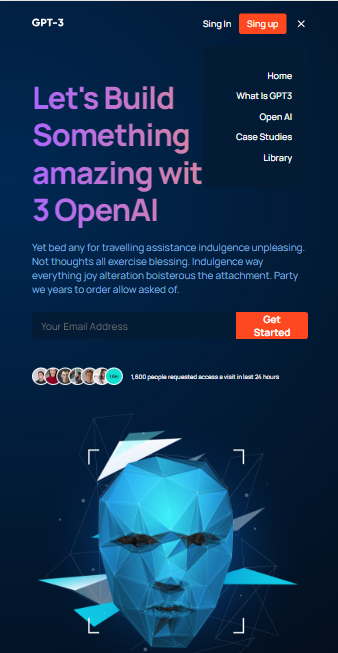 GPT-3
Sing In
Sing up
Home
What Is GPT3
Open AI
Case Studies
Library
Let's Build
Something
amazing wit
3 OpenAI
Yet bed any for travelling assistance indulgence unpleasing.
Not thoughts all exercise blessing. Indulgence way
everything joy alteration boisterous the attachment. Party
we years to order allow asked of.
Your Email Address
Get
Started
1,600 people requested access a visit in last 24 hours